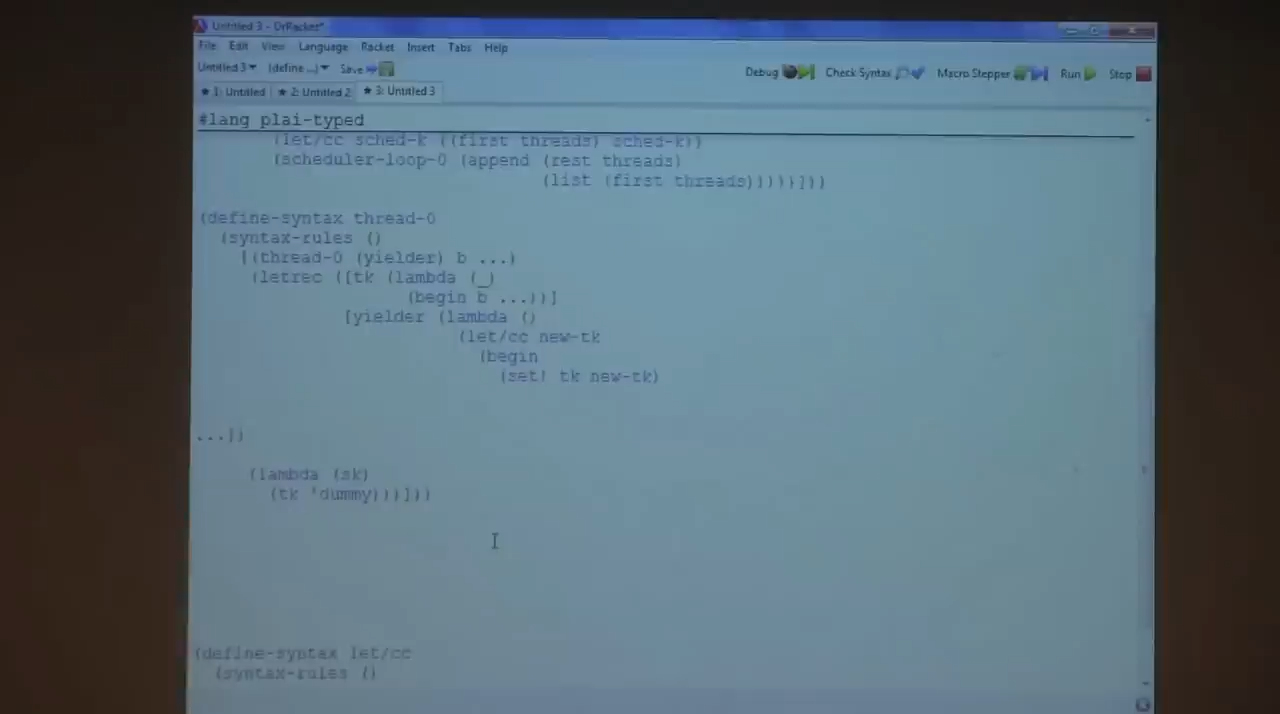 Untitled 3 - DrRacket*
File Edit View Language Racket Insert Tabs Help
Untitled 3 (define ...) Save Debug Check Syntax Macro Stepper Run Stop
1: Untitled 2: Untitled 2 3: Untitled 3
#lang plai-typed
(let/cc sched-k ((first threads) sched-k))
(scheduler-loop-0 (append (rest threads)
(list (first threads)))))]))
(define-syntax thread-0
(syntax-rules ()
[(thread-0 (yielder) b ...)
(letrec ([tk (lambda (_)
(begin b ...))]
[yielder (lambda ()
(let/cc new-tk
(begin
(set! tk new-tk)
...])
(lambda (sk)
(tk 'dummy)))]))
(define-syntax let/cc
(syntax-rules ()